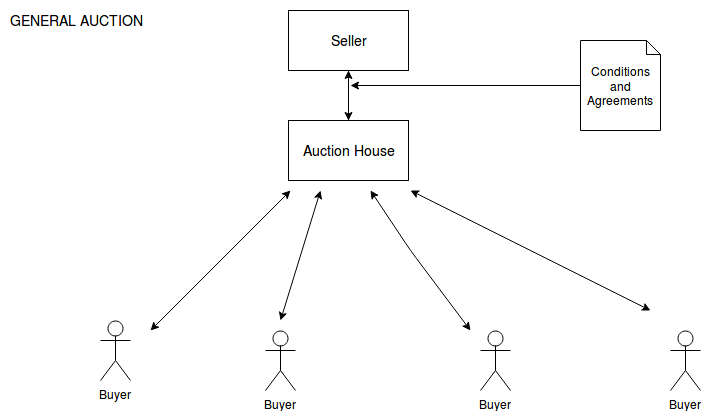 GENERAL AUCTION
Seller
Conditions
and
Agreements
Auction House
Buyer
Buyer
Buyer
Buyer